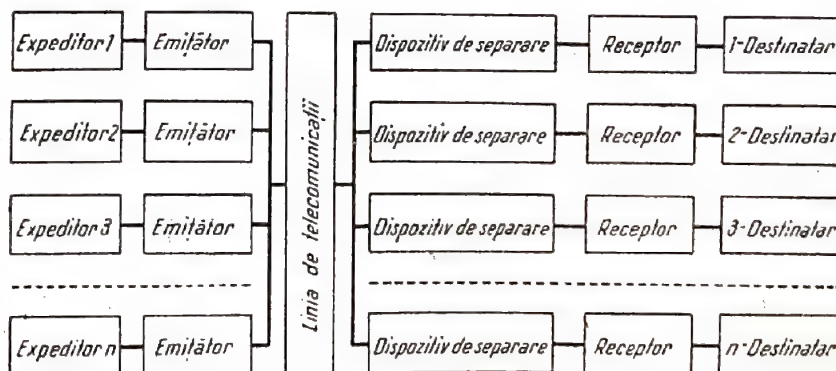 Expeditor 1 Emițător Dispozitiv de separare Receptor 1-Destinatar
Expeditor 2 Emițător Dispozitiv de separare Receptor 2-Destinatar
Expeditor 3 Emițător Dispozitiv de separare Receptor 3-Destinatar
Expeditor n Emițător Dispozitiv de separare Receptor n-Destinatar
Linia de telecomunicații